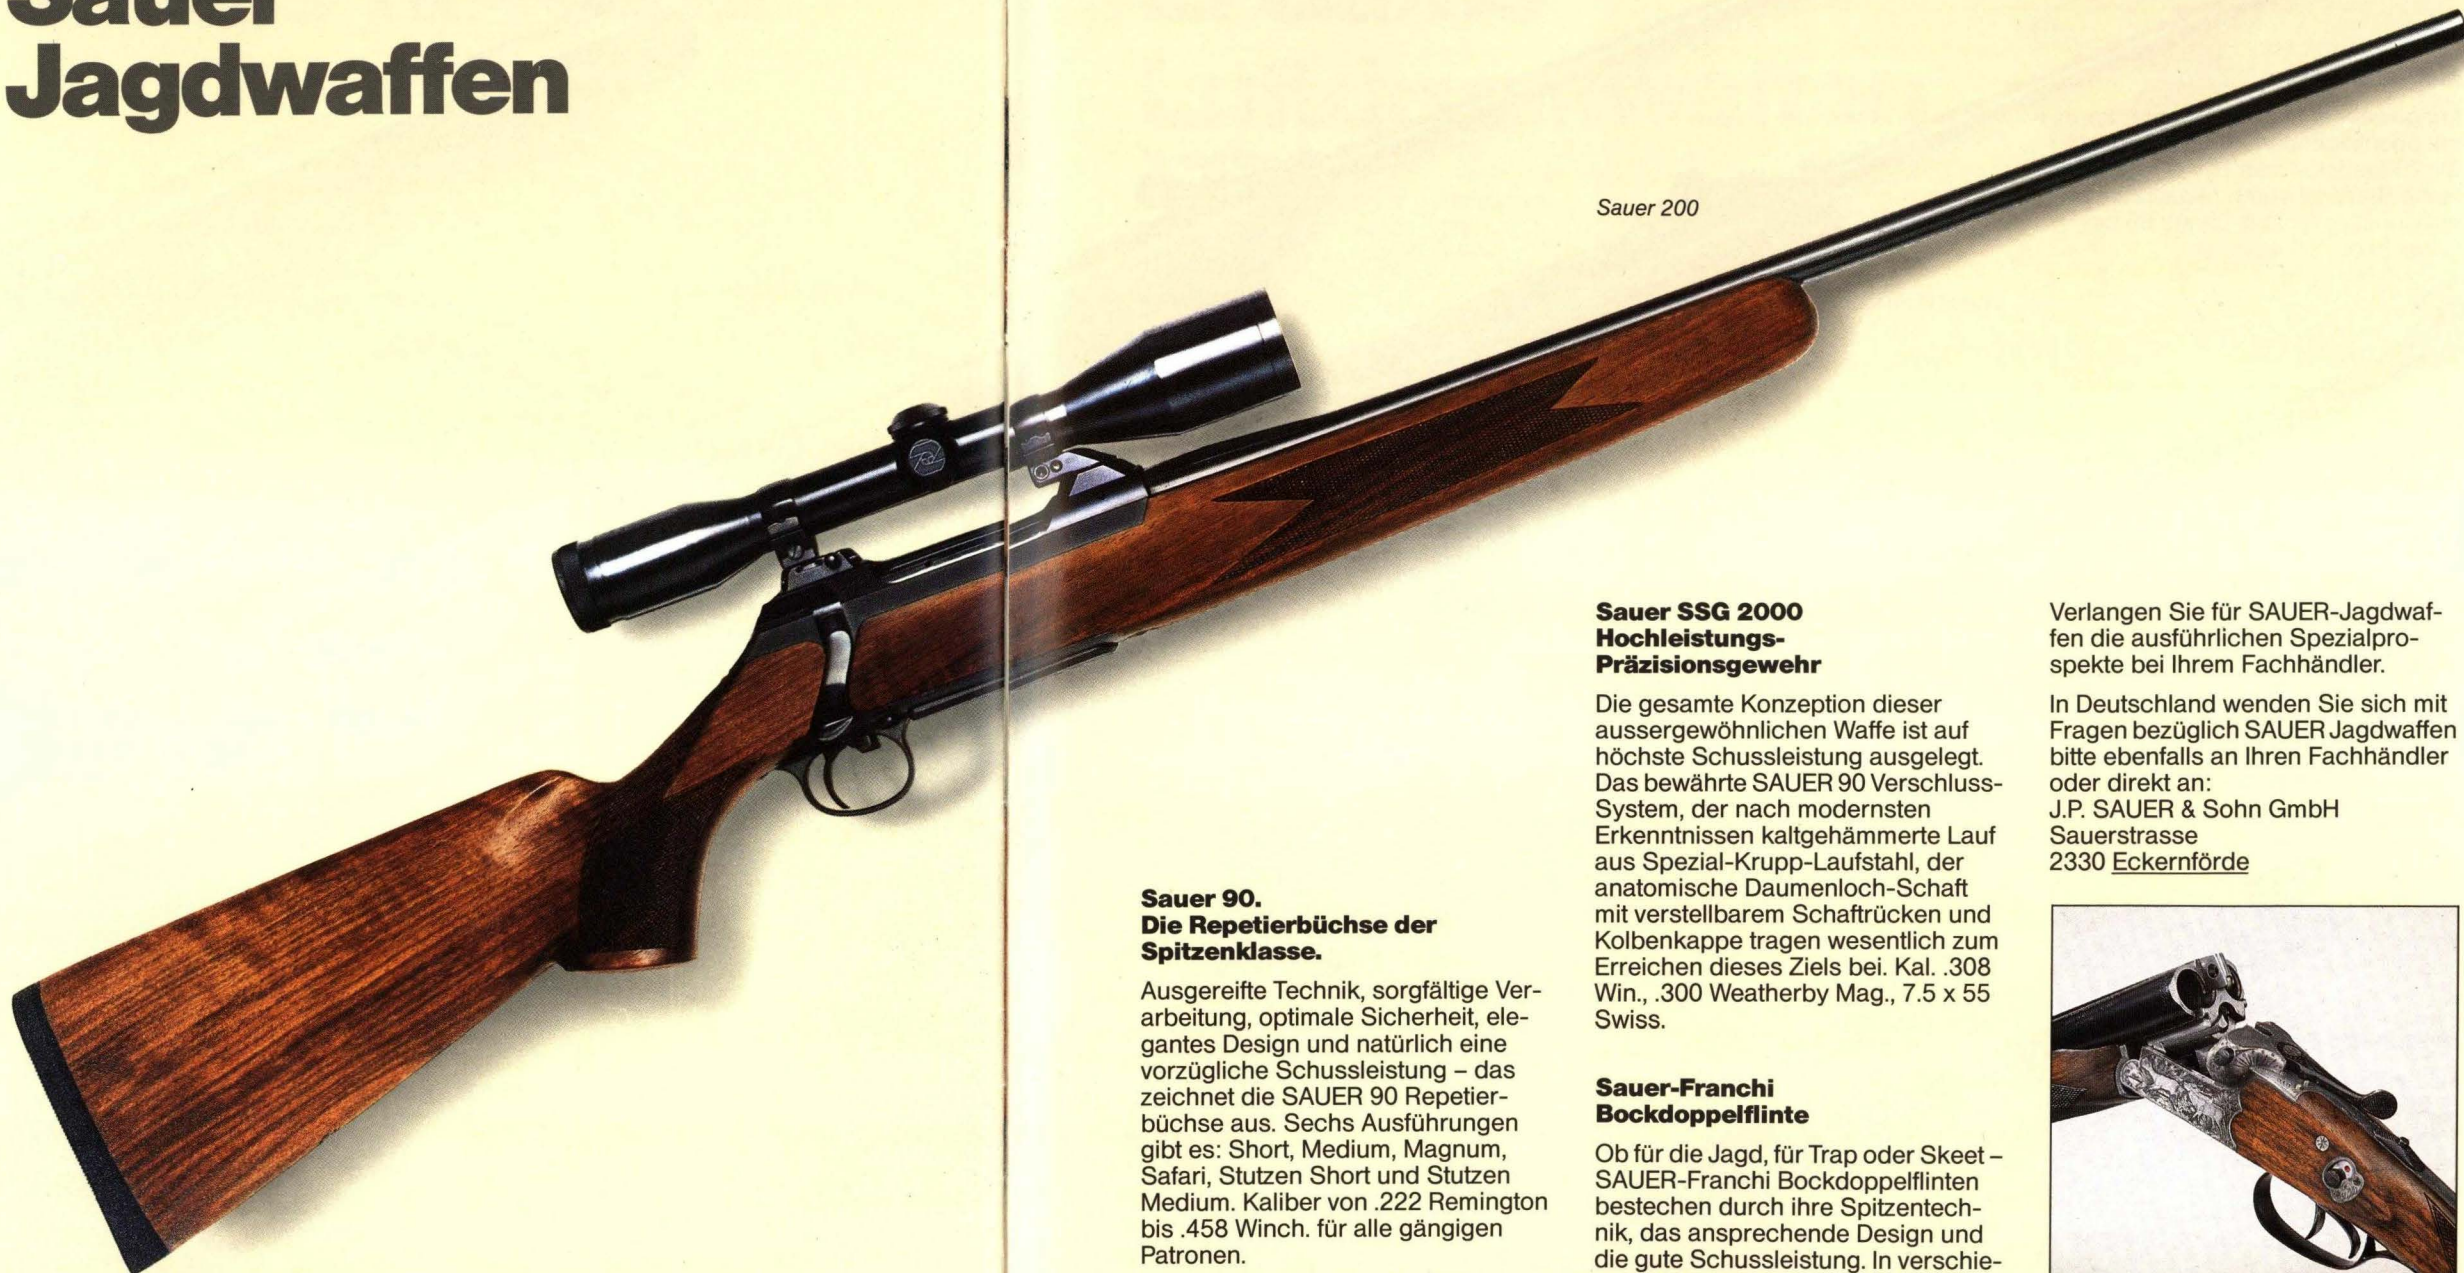 Sauer
Jagdwaffen
Sauer 200
Sauer 90.
Die Repetierbüchse der
Spitzenklasse.
Ausgereifte Technik, sorgfältige Ver-
arbeitung, optimale Sicherheit, ele-
gantes Design und natürlich eine
vorzügliche Schussleistung – das
zeichnet die SAUER 90 Repetier-
büchse aus. Sechs Ausführungen
gibt es: Short, Medium, Magnum,
Safari, Stutzen Short und Stutzen
Medium. Kaliber von .222 Remington
bis .458 Winch. für alle gängigen
Patronen.
Sauer SSG 2000
Hochleistungs-
Präzisionsgewehr
Die gesamte Konzeption dieser
aussergewöhnlichen Waffe ist auf
höchste Schussleistung ausgelegt.
Das bewährte SAUER 90 Verschluss-
System, der nach modernsten
Erkenntnissen kaltgehämmerte Lauf
aus Spezial-Krupp-Laufstahl, der
anatomische Daumenloch-Schaft
mit verstellbarem Schaftrücken und
Kolbenkappe tragen wesentlich zum
Erreichen dieses Ziels bei. Kal. .308
Win., .300 Weatherby Mag., 7.5 x 55
Swiss.
Sauer-Franchi
Bockdoppelflinte
Ob für die Jagd, für Trap oder Skeet –
SAUER-Franchi Bockdoppelflinten
bestechen durch ihre Spitzentech-
nik, das ansprechende Design und
die gute Schussleistung. In verschie-
Verlangen Sie für SAUER-Jagdwaf-
fen die ausführlichen Spezialpro-
spekte bei Ihrem Fachhändler.
In Deutschland wenden Sie sich mit
Fragen bezüglich SAUER Jagdwaffen
bitte ebenfalls an Ihren Fachhändler
oder direkt an:
J.P. SAUER & Sohn GmbH
Sauerstrasse
2330 Eckernförde